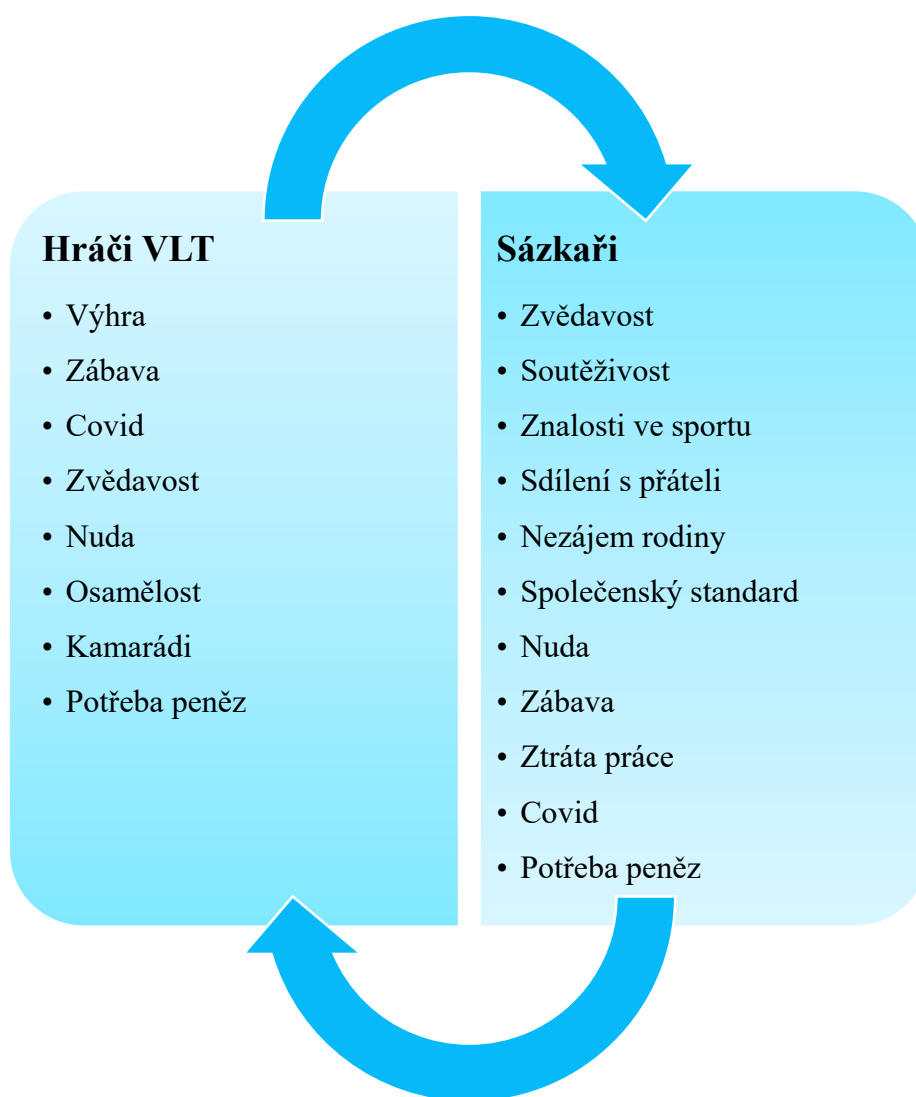 Hráči VLT
• Výhra
• Zábava
• Covid
• Zvědavost
• Nuda
• Osamělost
• Kamarádi
• Potřeba peněz
Sázkaři
• Zvědavost
• Soutěživost
• Znalosti ve sportu
• Sdílení s přáteli
• Nezájem rodiny
• Společenský standard
• Nuda
• Zábava
• Ztráta práce
• Covid
• Potřeba peněz